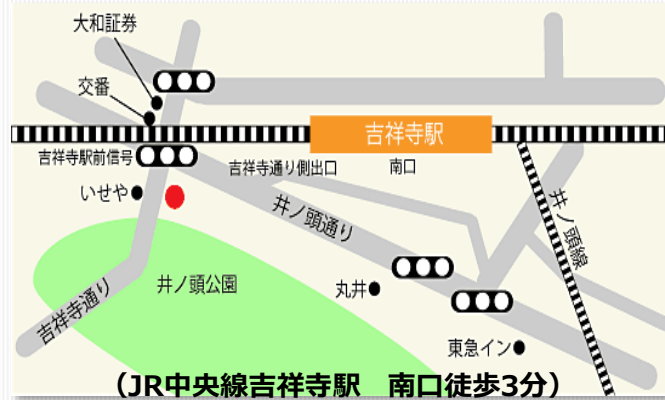 大和証券
交番
吉祥寺駅
吉祥寺駅前信号
吉祥寺通り側出口
南口
いせや
井ノ頭通り
井ノ頭線
井ノ頭公園
丸井
吉祥寺通り
東急イン
（JR中央線吉祥寺駅　南口徒歩3分）